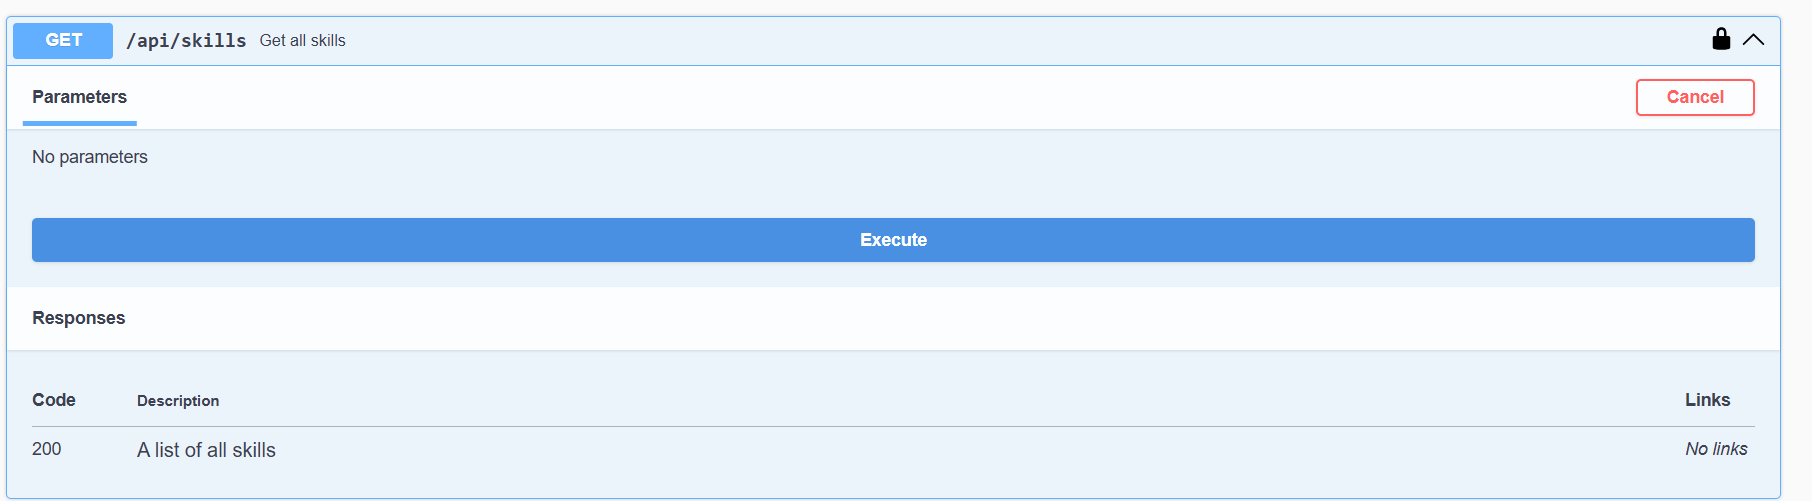 GET /api/skills Get all skills
Parameters Cancel
No parameters
Execute
Responses
Code Description Links
200 A list of all skills No links